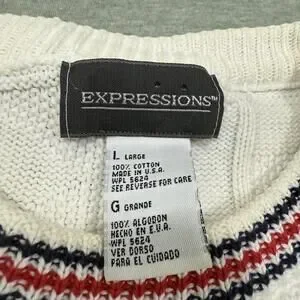 EXPRESSIONS™
L LARGE
100% COTTON
MADE IN U.S.A.
WPL 5624
SEE REVERSE FOR CARE
G GRANDE
100% ALGODON
HECHO EN E.U.A.
WPL 5624
VER DORSO
PARA EL CUIDADO